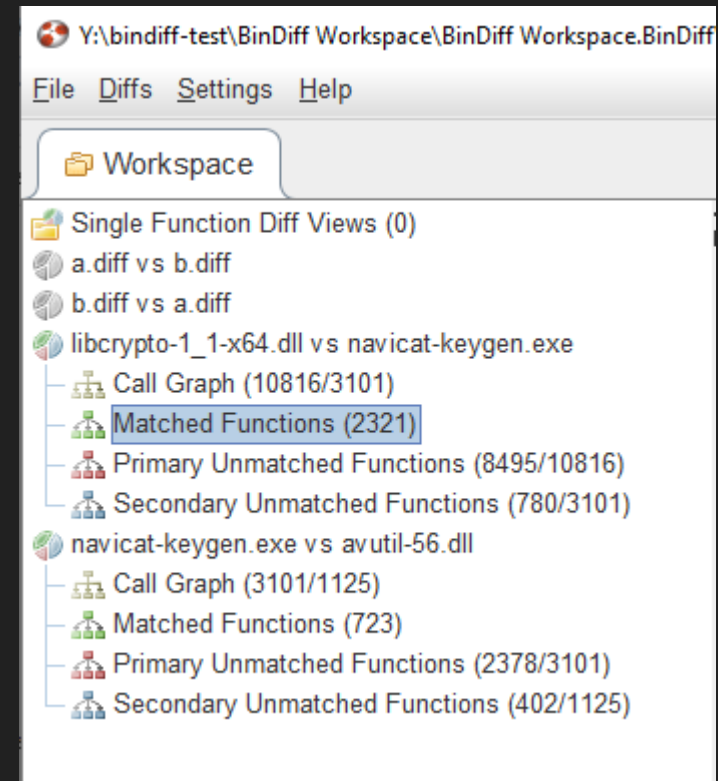 Y:\bindiff-test\BinDiff Workspace\BinDiff Workspace.BinDiff
File Diffs Settings Help
Workspace
Single Function Diff Views (0)
a.diff vs b.diff
b.diff vs a.diff
libcrypto-1_1-x64.dll vs navicat-keygen.exe
Call Graph (10816/3101)
Matched Functions (2321)
Primary Unmatched Functions (8495/10816)
Secondary Unmatched Functions (780/3101)
navicat-keygen.exe vs avutil-56.dll
Call Graph (3101/1125)
Matched Functions (723)
Primary Unmatched Functions (2378/3101)
Secondary Unmatched Functions (402/1125)